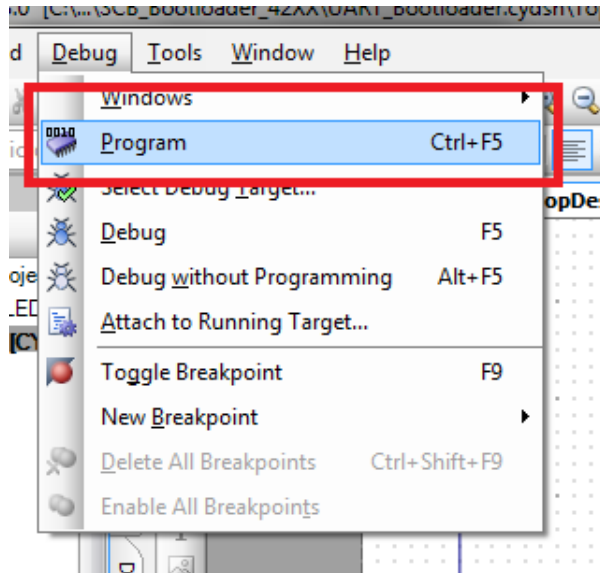 [C:\...\SCB_Bootloader_42XX\UART_Bootloader.cydsn\To
d Debug Tools Window Help
Windows
0010 Program Ctrl+F5
Select Debug Target...
opDe
Debug F5
oje
Debug without Programming Alt+F5
LED
Attach to Running Target...
[CY
Toggle Breakpoint F9
New Breakpoint
Delete All Breakpoints Ctrl+Shift+F9
Enable All Breakpoints